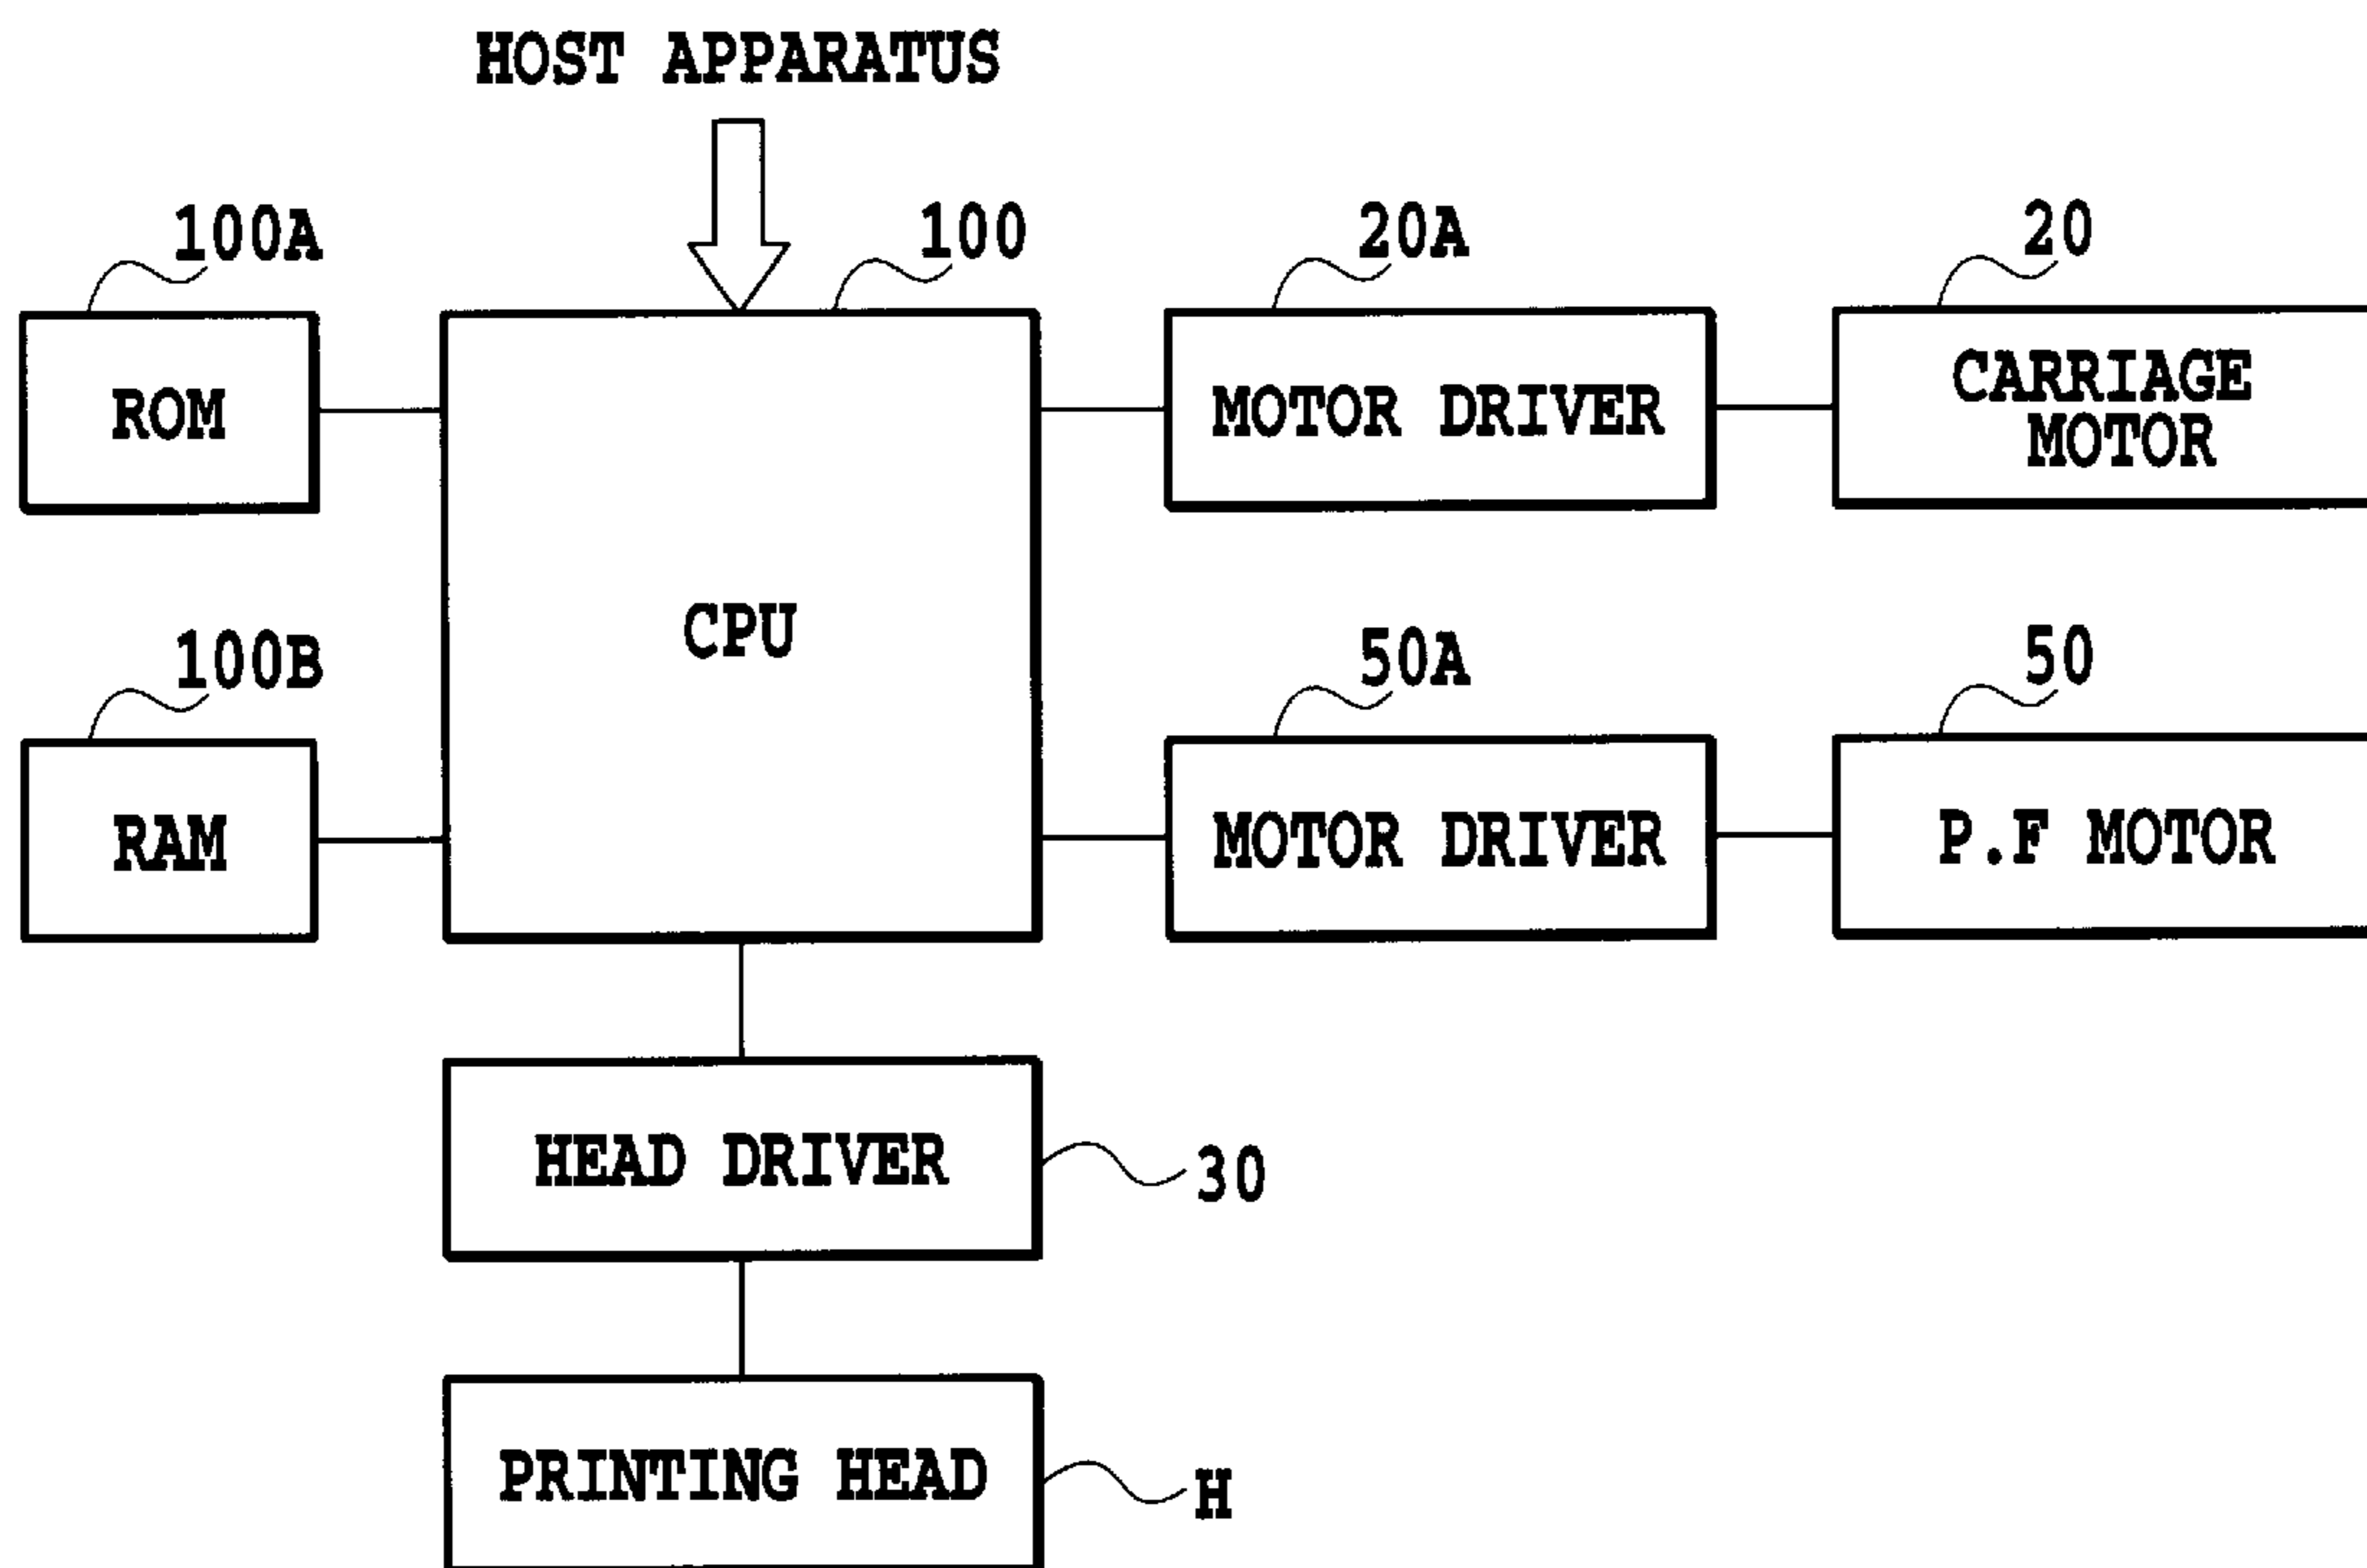 HOST APPARATUS
100A
100
20A
20
ROM
CPU
MOTOR DRIVER
CARRIAGE
MOTOR
100B
50A
50
RAM
MOTOR DRIVER
P.F MOTOR
HEAD DRIVER
30
PRINTING HEAD
H